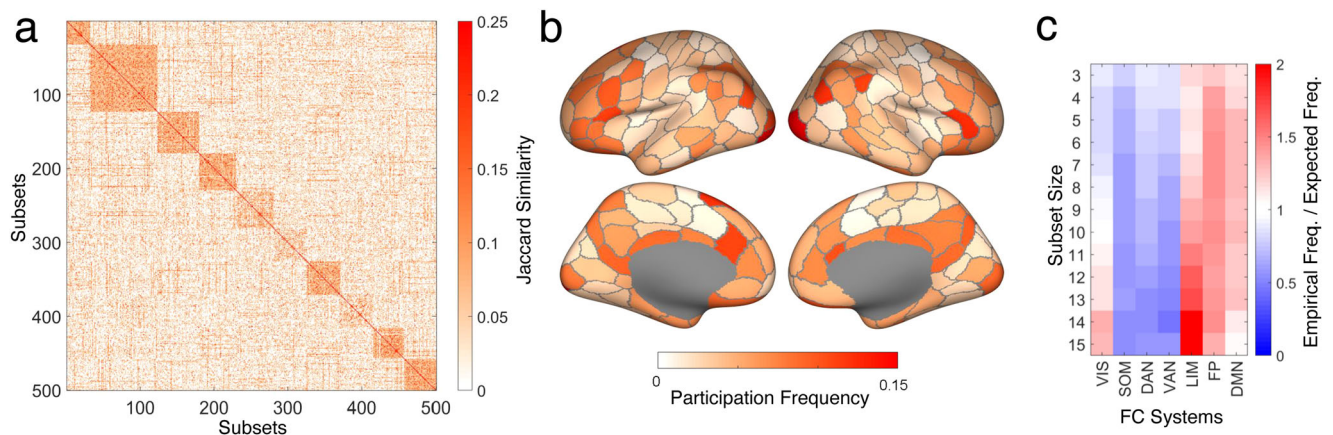 a
Subsets
100
200
300
400
500
100
200
300
400
500
Subsets
0.25
0.2
0.15
0.1
0.05
0
Jaccard Similarity
b
0
0.15
Participation Frequency
c
Subset Size
3
4
5
6
7
8
9
10
11
12
13
14
15
VIS
SOM
DAN
VAN
LIM
FP
DMN
FC Systems
2
1.5
1
0.5
0
Empirical Freq. / Expected Freq.